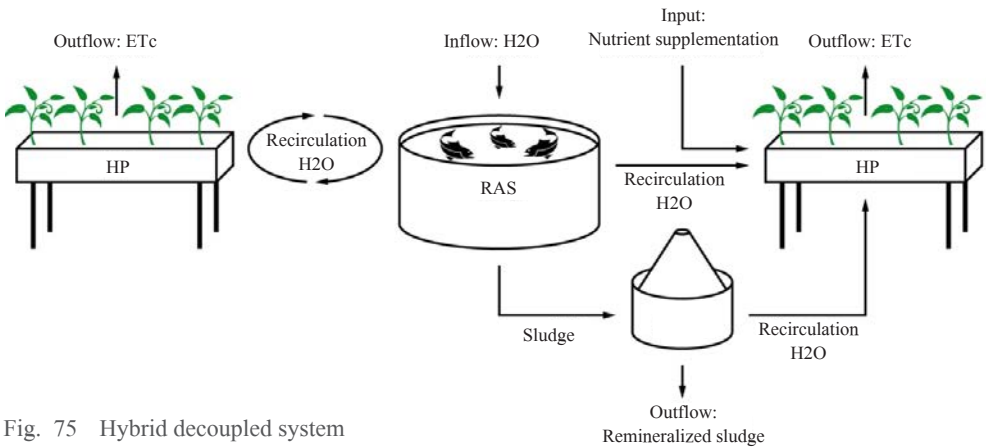 Outflow: ETc
Inflow: H2O
Input:
Nutrient supplementation
Outflow: ETc
HP
Recirculation
H2O
RAS
Recirculation
H2O
HP
Sludge
Recirculation
H2O
Outflow:
Remineralized sludge
Fig. 75 Hybrid decoupled system